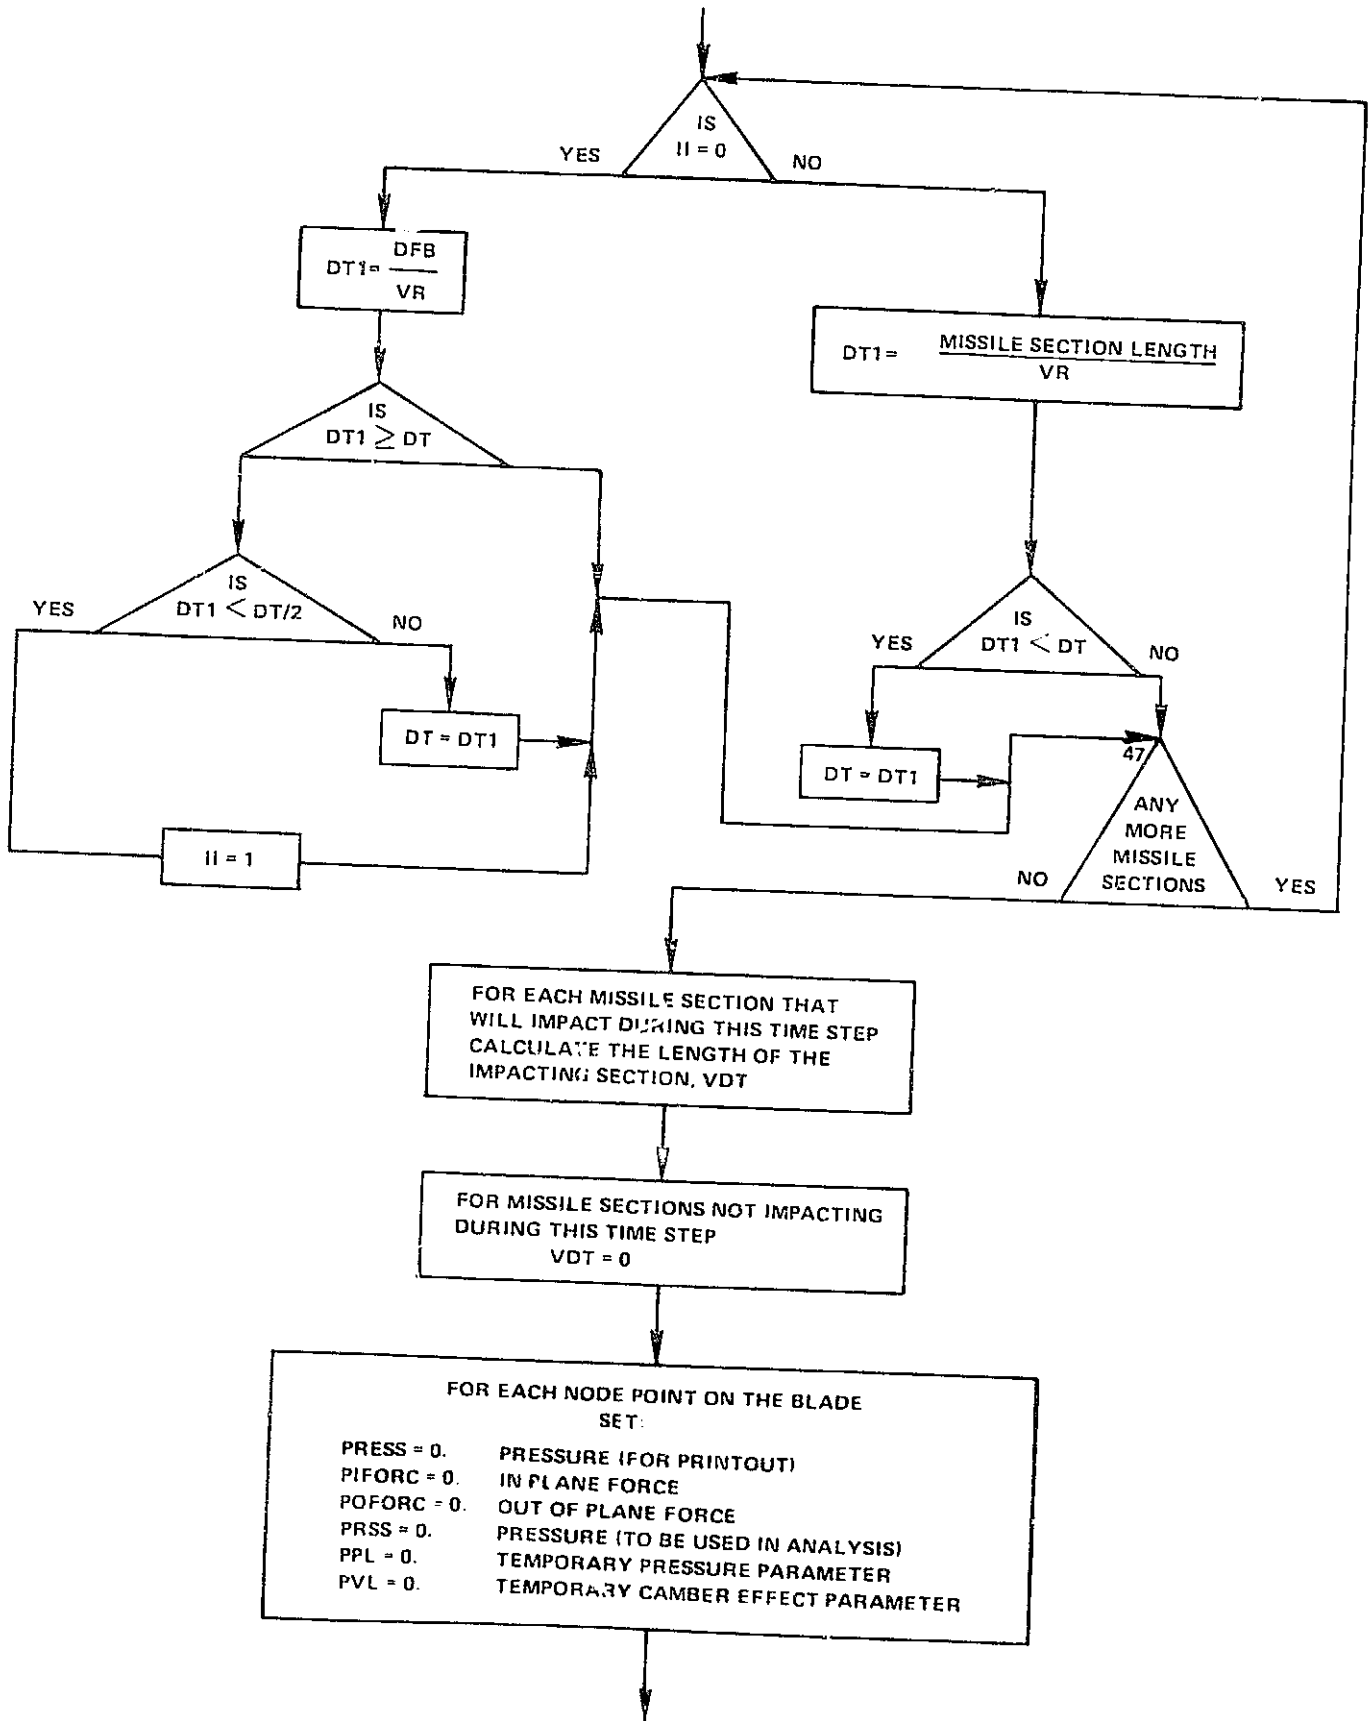 IS
II = 0
YES
NO
DT1= DFB
VR
DT1= MISSILE SECTION LENGTH
VR
IS
DT1 ≥ DT
IS
DT1 < DT/2
YES
NO
IS
DT1 < DT
YES
NO
DT = DT1
DT = DT1
47
ANY
MORE
MISSILE
SECTIONS
II = 1
NO
YES
FOR EACH MISSILE SECTION THAT
WILL IMPACT DURING THIS TIME STEP
CALCULATE THE LENGTH OF THE
IMPACTING SECTION, VDT
FOR MISSILE SECTIONS NOT IMPACTING
DURING THIS TIME STEP
VDT = 0
FOR EACH NODE POINT ON THE BLADE
SET:
PRESS = 0. PRESSURE (FOR PRINTOUT)
PIFORC = 0. IN PLANE FORCE
POFORC = 0. OUT OF PLANE FORCE
PRSS = 0. PRESSURE (TO BE USED IN ANALYSIS)
PPL = 0. TEMPORARY PRESSURE PARAMETER
PVL = 0. TEMPORARY CAMBER EFFECT PARAMETER